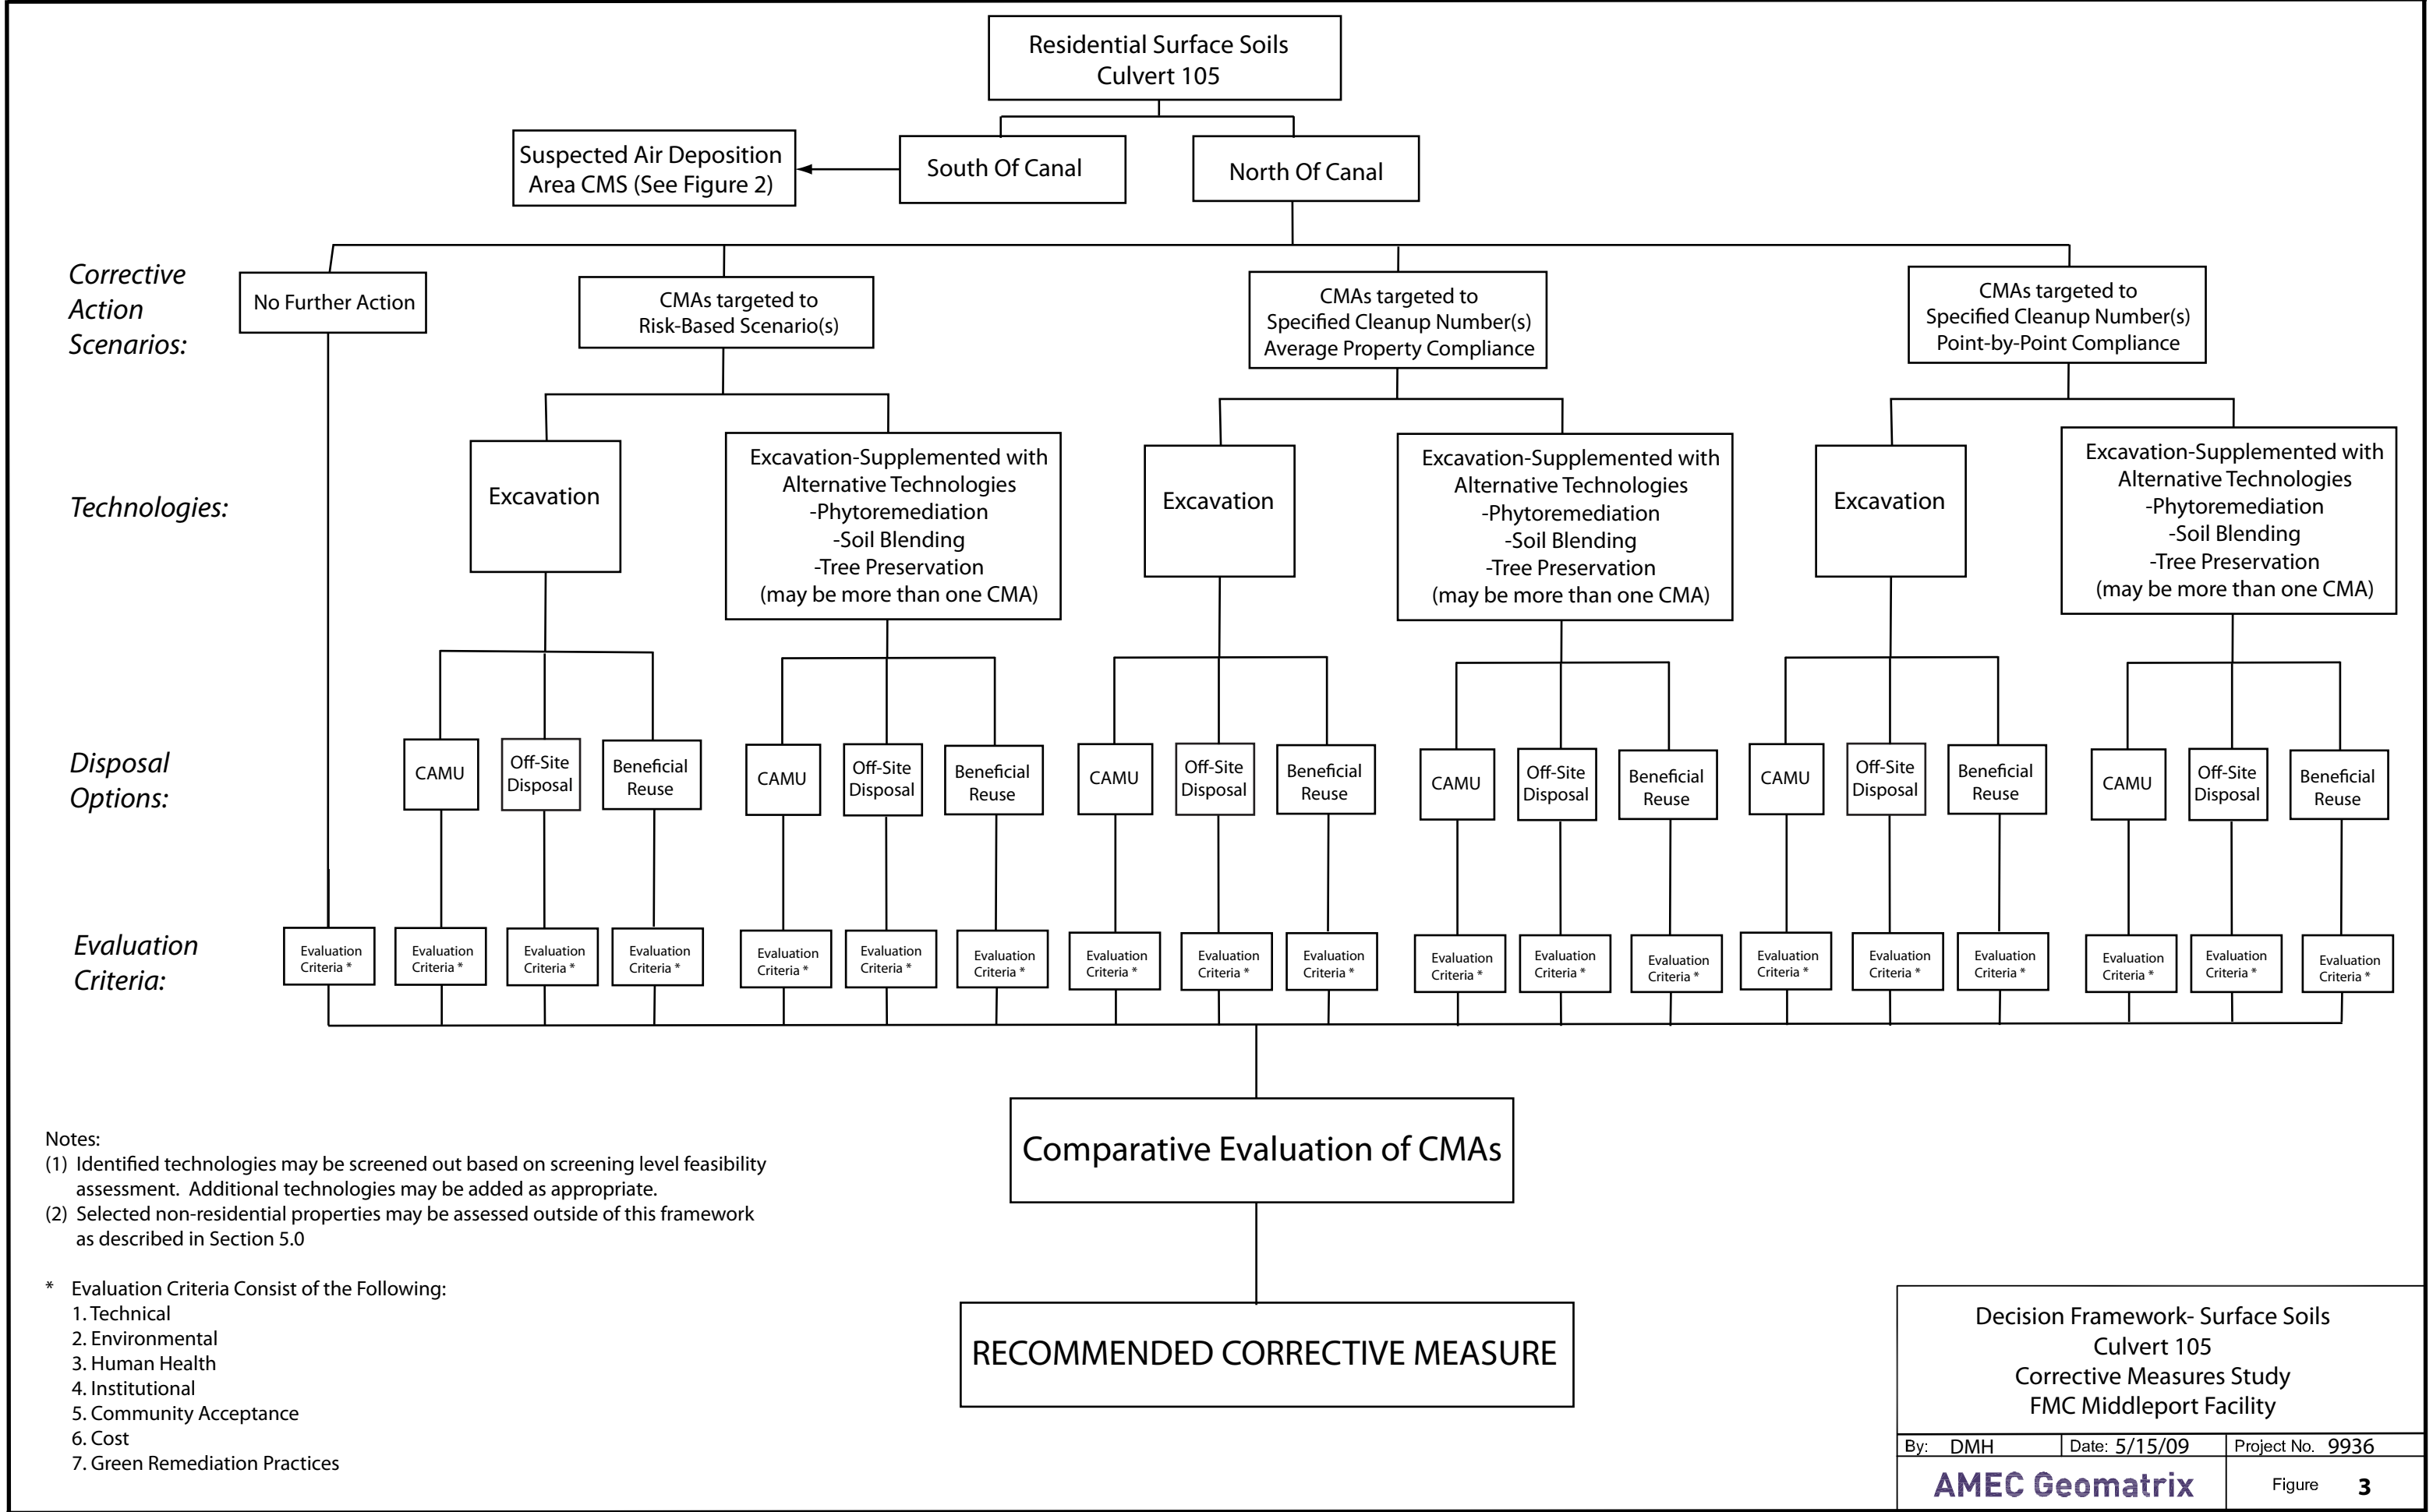 Residential Surface Soils
Culvert 105
Suspected Air Deposition
Area CMS (See Figure 2)
South Of Canal
North Of Canal
Corrective
Action
Scenarios:
No Further Action
CMAs targeted to
Risk-Based Scenario(s)
CMAs targeted to
Specified Cleanup Number(s)
Average Property Compliance
CMAs targeted to
Specified Cleanup Number(s)
Point-by-Point Compliance
Technologies:
Excavation
Excavation-Supplemented with
Alternative Technologies
-Phytoremediation
-Soil Blending
-Tree Preservation
(may be more than one CMA)
Excavation
Excavation-Supplemented with
Alternative Technologies
-Phytoremediation
-Soil Blending
-Tree Preservation
(may be more than one CMA)
Excavation
Excavation-Supplemented with
Alternative Technologies
-Phytoremediation
-Soil Blending
-Tree Preservation
(may be more than one CMA)
Disposal
Options:
CAMU
Off-Site
Disposal
Beneficial
Reuse
CAMU
Off-Site
Disposal
Beneficial
Reuse
CAMU
Off-Site
Disposal
Beneficial
Reuse
CAMU
Off-Site
Disposal
Beneficial
Reuse
CAMU
Off-Site
Disposal
Beneficial
Reuse
CAMU
Off-Site
Disposal
Beneficial
Reuse
Evaluation
Criteria:
Evaluation
Criteria *
Evaluation
Criteria *
Evaluation
Criteria *
Evaluation
Criteria *
Evaluation
Criteria *
Evaluation
Criteria *
Evaluation
Criteria *
Evaluation
Criteria *
Evaluation
Criteria *
Evaluation
Criteria *
Evaluation
Criteria *
Evaluation
Criteria *
Evaluation
Criteria *
Evaluation
Criteria *
Evaluation
Criteria *
Evaluation
Criteria *
Evaluation
Criteria *
Evaluation
Criteria *
Evaluation
Criteria *
Comparative Evaluation of CMAs
RECOMMENDED CORRECTIVE MEASURE
Notes:
(1) Identified technologies may be screened out based on screening level feasibility
assessment. Additional technologies may be added as appropriate.
(2) Selected non-residential properties may be assessed outside of this framework
as described in Section 5.0
* Evaluation Criteria Consist of the Following:
1. Technical
2. Environmental
3. Human Health
4. Institutional
5. Community Acceptance
6. Cost
7. Green Remediation Practices
Decision Framework- Surface Soils
Culvert 105
Corrective Measures Study
FMC Middleport Facility
By: DMH Date: 5/15/09 Project No. 9936
AMEC Geomatrix Figure 3